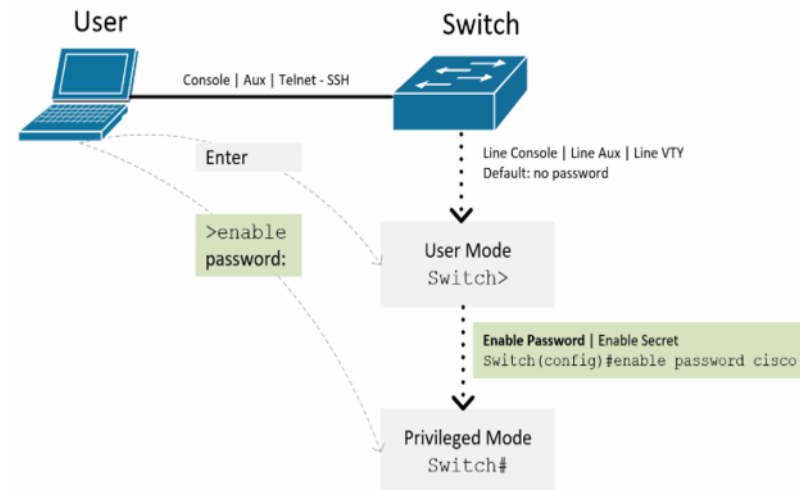 User
Switch
Console | Aux | Telnet - SSH
Enter
Line Console | Line Aux | Line VTY
Default: no password
>enable
password:
User Mode
Switch>
Enable Password | Enable Secret
Switch(config)#enable password cisco
Privileged Mode
Switch#